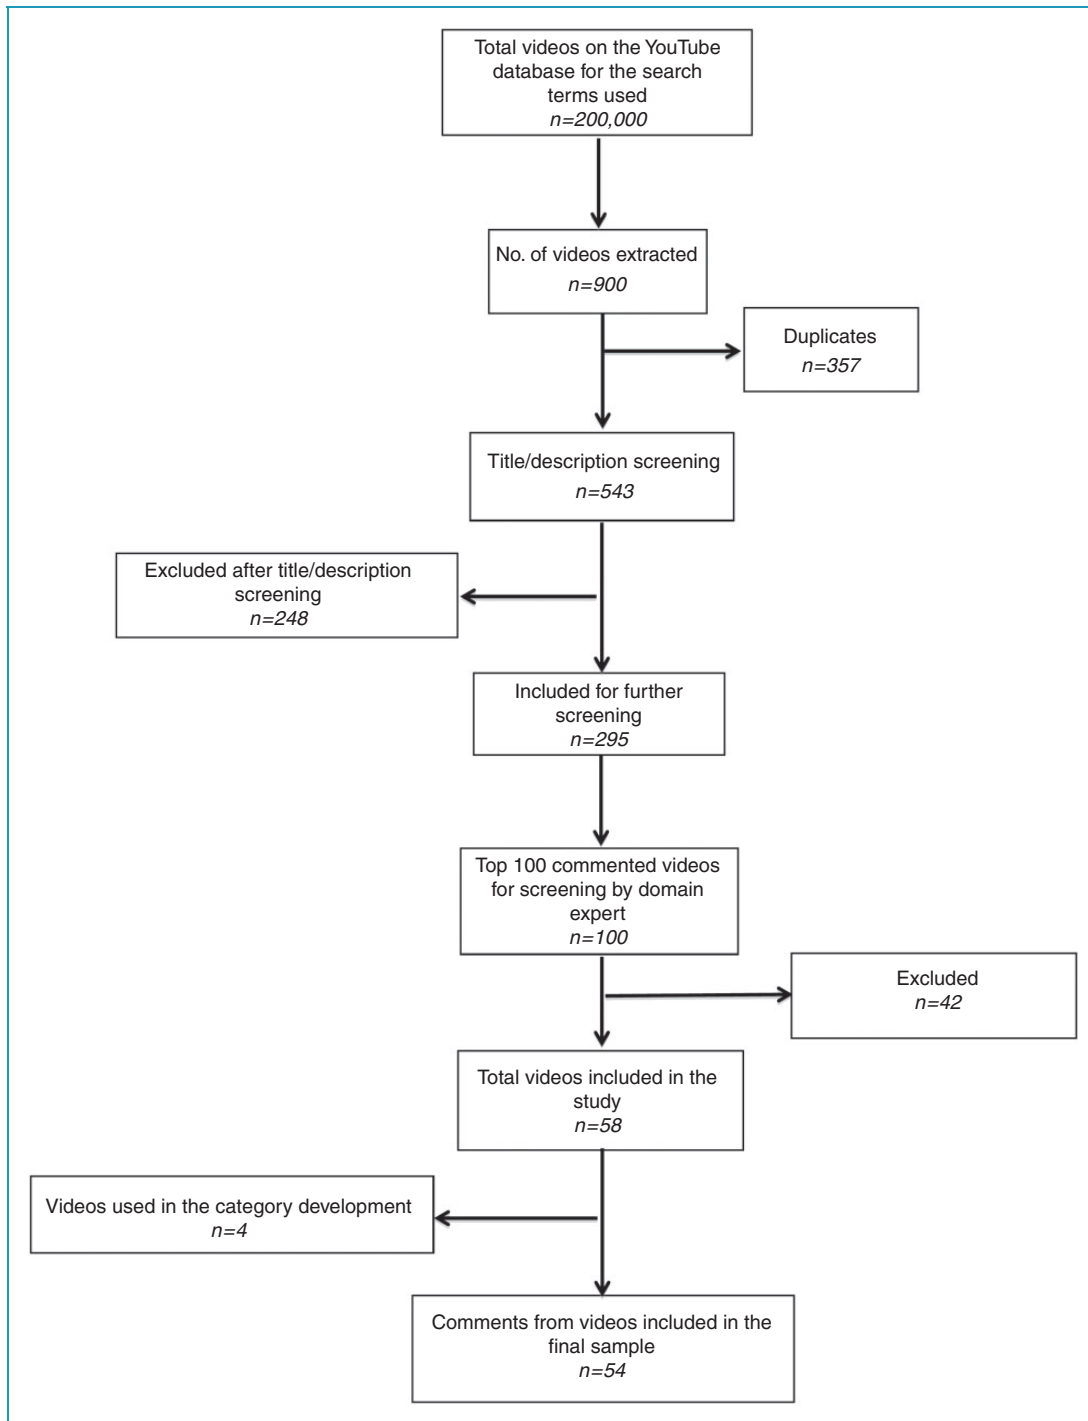 Total videos on the YouTube
database for the search
terms used
n=200,000
No. of videos extracted
n=900
Duplicates
n=357
Title/description screening
n=543
Excluded after title/description
screening
n=248
Included for further
screening
n=295
Top 100 commented videos
for screening by domain
expert
n=100
Excluded
n=42
Total videos included in the
study
n=58
Videos used in the category development
n=4
Comments from videos included in the
final sample
n=54